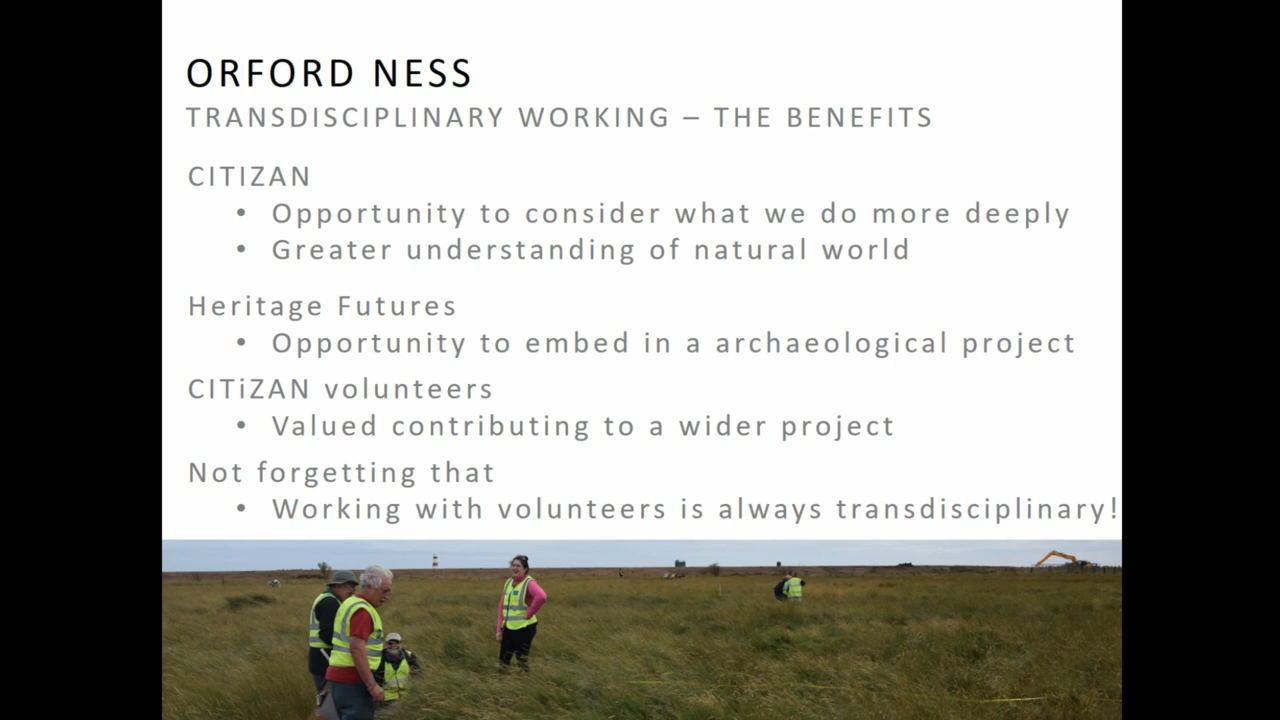 ORFORD NESS
TRANSDISCIPLINARY WORKING – THE BENEFITS
CITIZAN
• Opportunity to consider what we do more deeply
• Greater understanding of natural world
Heritage Futures
• Opportunity to embed in a archaeological project
CITiZAN volunteers
• Valued contributing to a wider project
Not forgetting that
• Working with volunteers is always transdisciplinary!